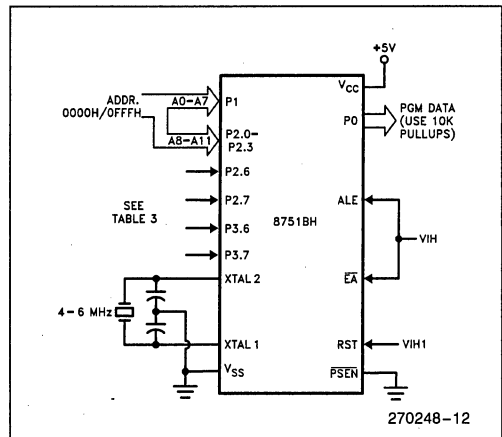 +5V
VCC
ADDR.
0000H/0FFFH
A0-A7
P1
P0
PGM DATA
(USE 10K
PULLUPS)
A8-A11
P2.0-
P2.3
P2.6
SEE
TABLE 3
P2.7
P3.6
P3.7
8751BH
ALE
VIH
EA
XTAL 2
4-6 MHz
XTAL 1
RST
VIH1
VSS
PSEN
270248-12